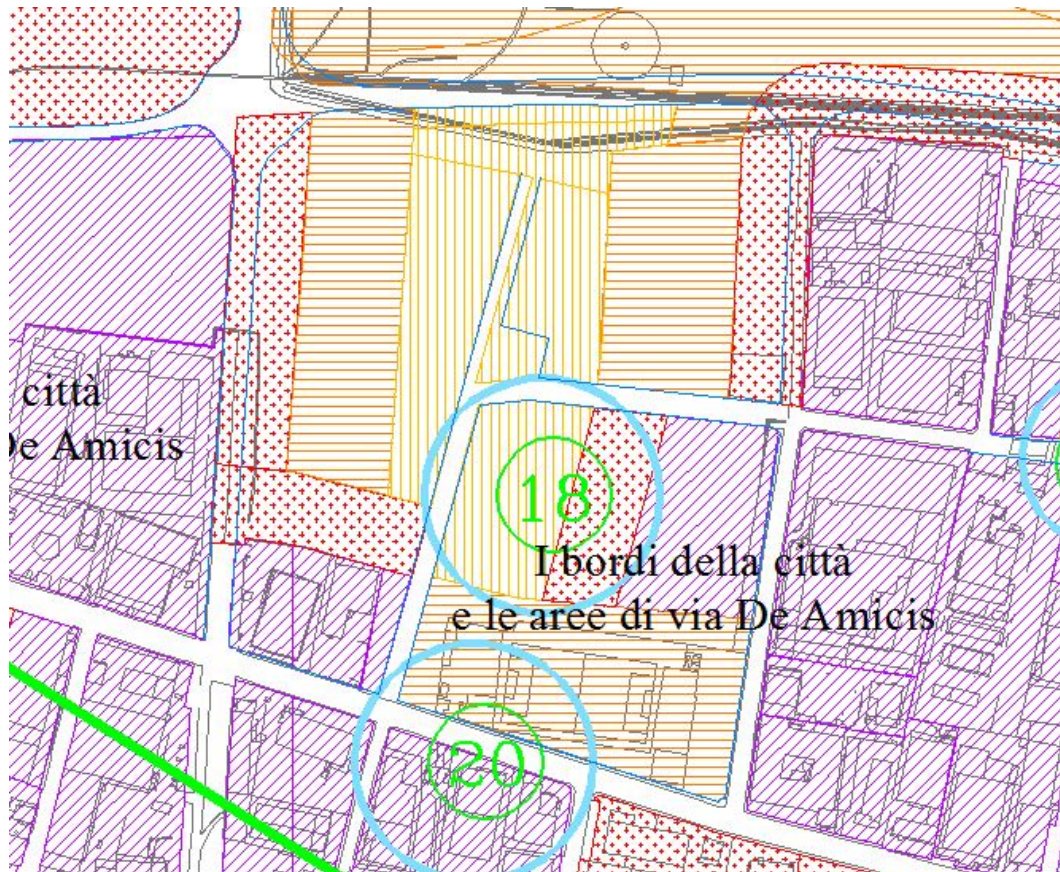 città
De Amicis
18
I bordi della città
e le aree di via De Amicis
20